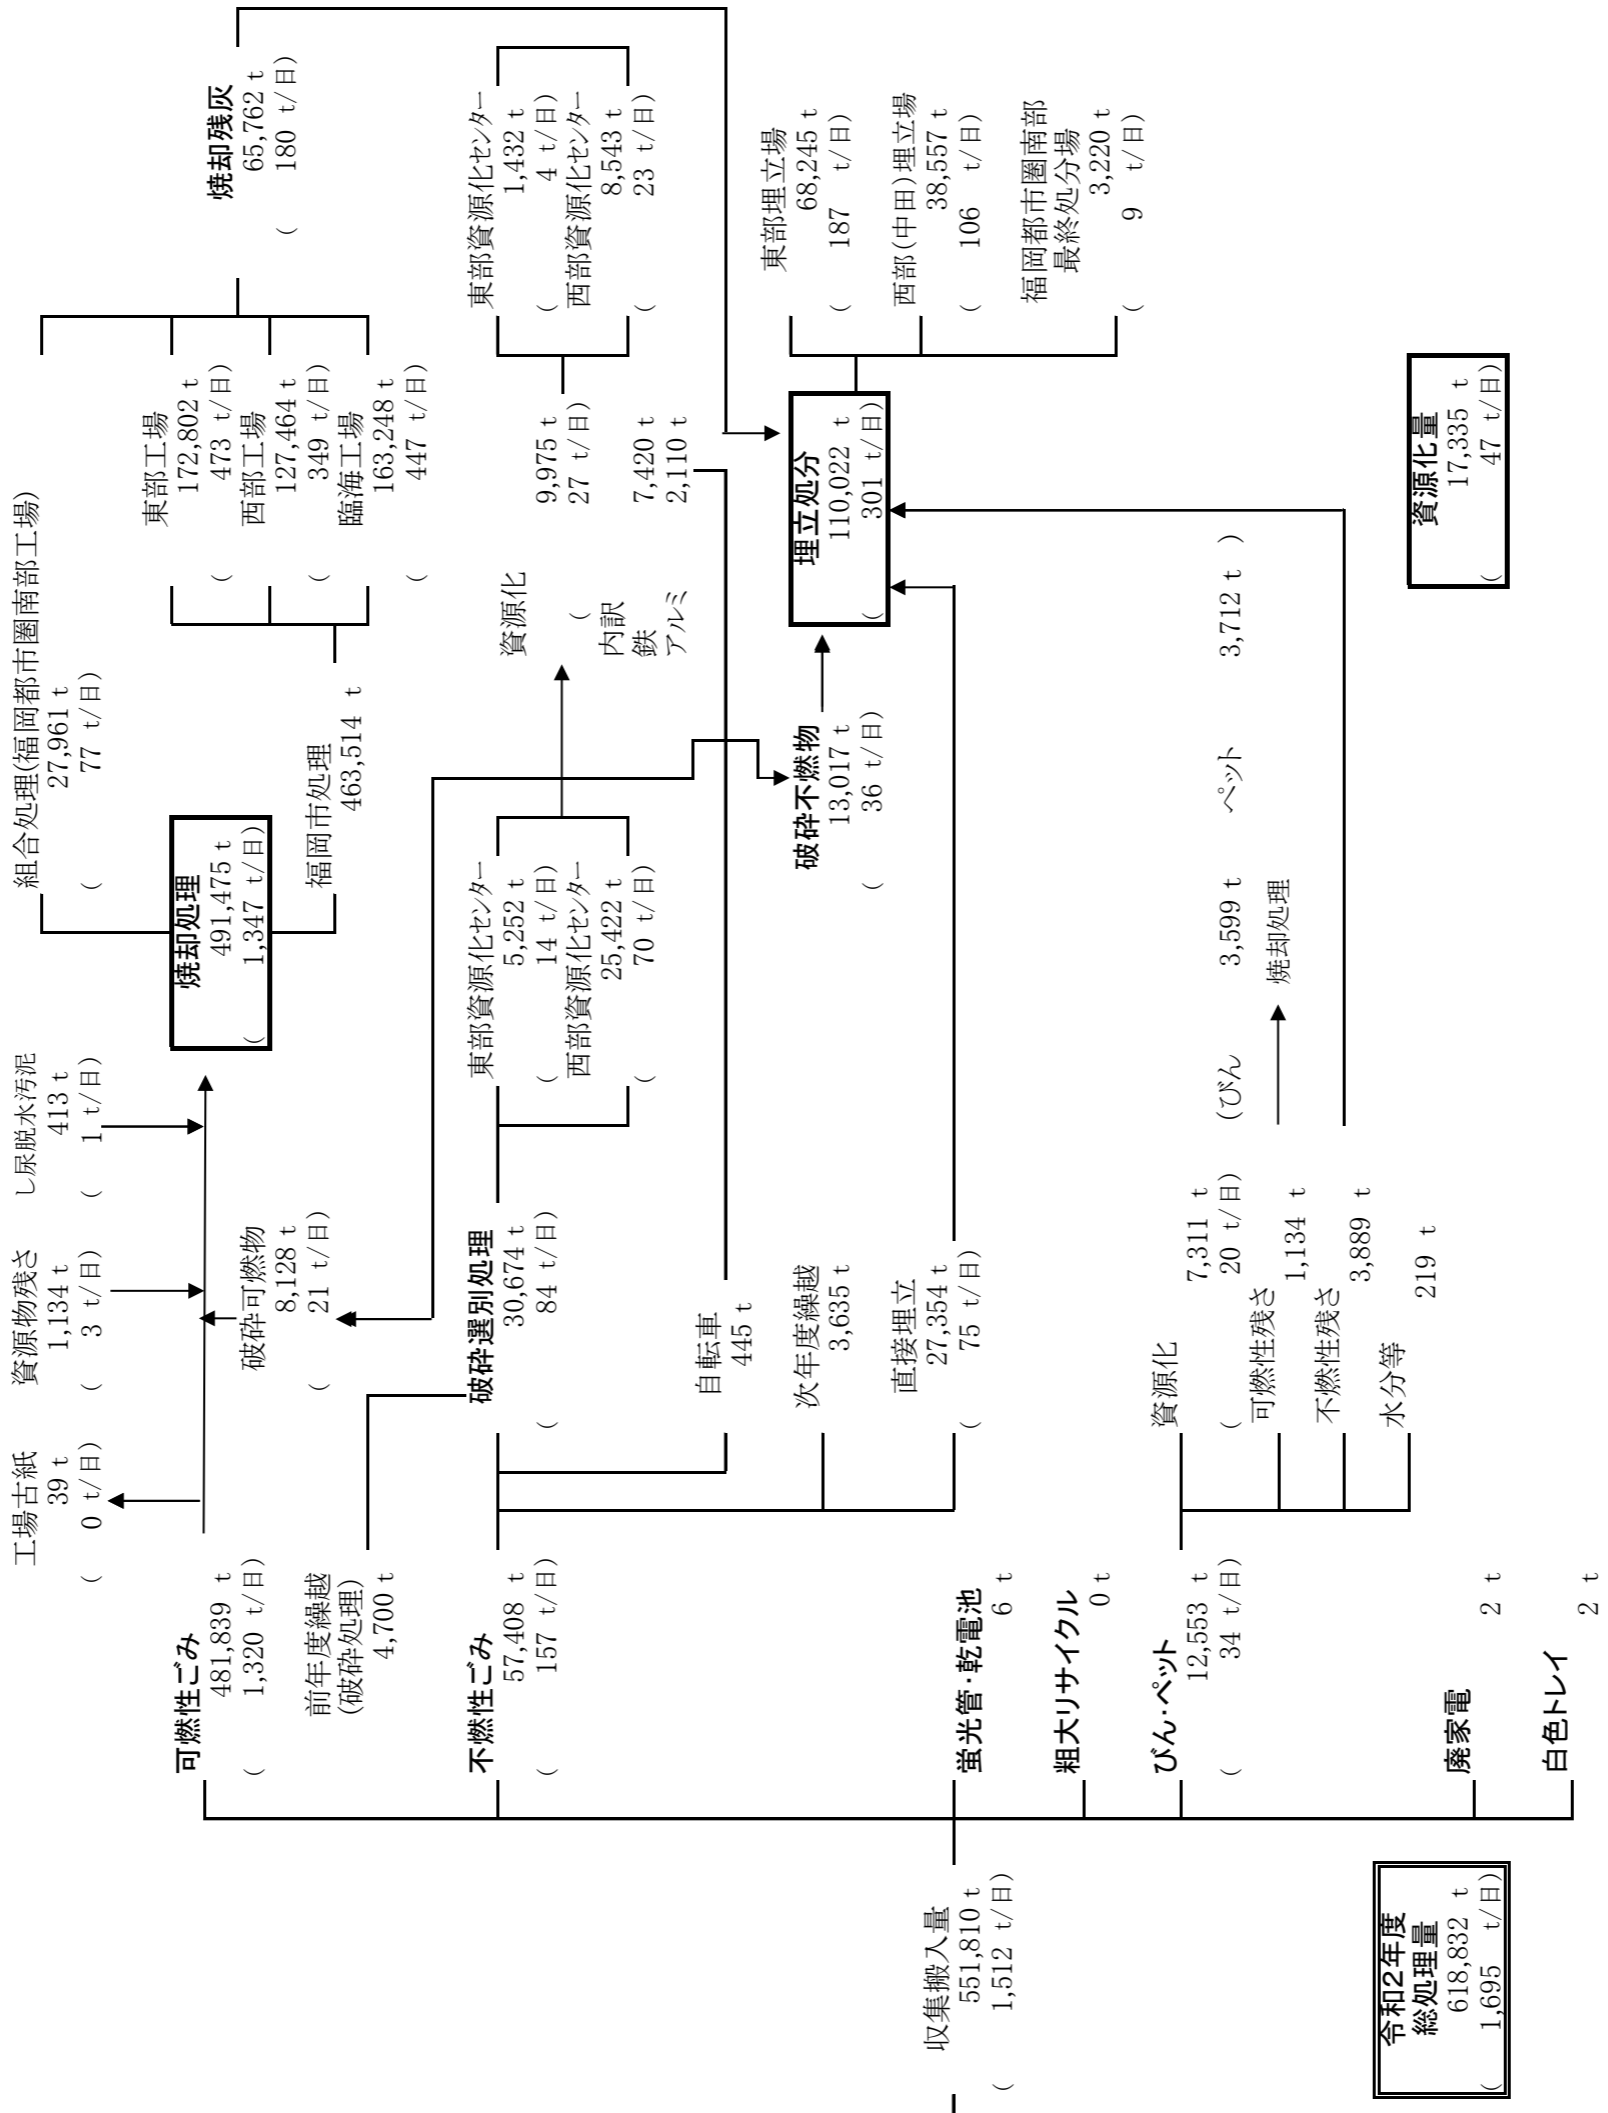 収集搬入量
551,810 t
( 1,512 t/日)
令和2年度
総処理量
618,832 t
( 1,695 t/日)
可燃性ごみ
481,839 t
( 1,320 t/日)
前年度繰越
(破砕処理)
4,700 t
不燃性ごみ
57,408 t
( 157 t/日)
蛍光管・乾電池
6 t
粗大リサイクル
0 t
びん・ペット
12,553 t
( 34 t/日)
廃家電
2 t
白色トレイ
2 t
工場古紙
39 t
( 0 t/日)
資源物残さ
1,134 t
( 3 t/日)
し尿脱水汚泥
413 t
( 1 t/日)
破砕可燃物
8,128 t
( 21 t/日)
破砕選別処理
30,674 t
( 84 t/日)
自転車
445 t
次年度繰越
3,635 t
直接埋立
27,354 t
( 75 t/日)
資源化
7,311 t
( 20 t/日) (びん 3,599 t ペット 3,712 t )
可燃性残さ
1,134 t
焼却処理
不燃性残さ
3,889 t
水分等
219 t
組合処理(福岡都市圏南部工場)
27,961 t
( 77 t/日)
焼却処理
491,475 t
( 1,347 t/日)
福岡市処理
463,514 t
東部工場
172,802 t
( 473 t/日)
西部工場
127,464 t
( 349 t/日)
臨海工場
163,248 t
( 447 t/日)
焼却残灰
65,762 t
( 180 t/日)
東部資源化センター
5,252 t
( 14 t/日)
西部資源化センター
25,422 t
( 70 t/日)
資源化
9,975 t
( 27 t/日)
内訳
鉄 7,420 t
アルミ 2,110 t
東部資源化センター
1,432 t
( 4 t/日)
西部資源化センター
8,543 t
( 23 t/日)
破砕不燃物
13,017 t
( 36 t/日)
埋立処分
110,022 t
( 301 t/日)
東部埋立場
68,245 t
( 187 t/日)
西部(中田)埋立場
38,557 t
( 106 t/日)
福岡都市圏南部
最終処分場
3,220 t
( 9 t/日)
資源化量
17,335 t
( 47 t/日)